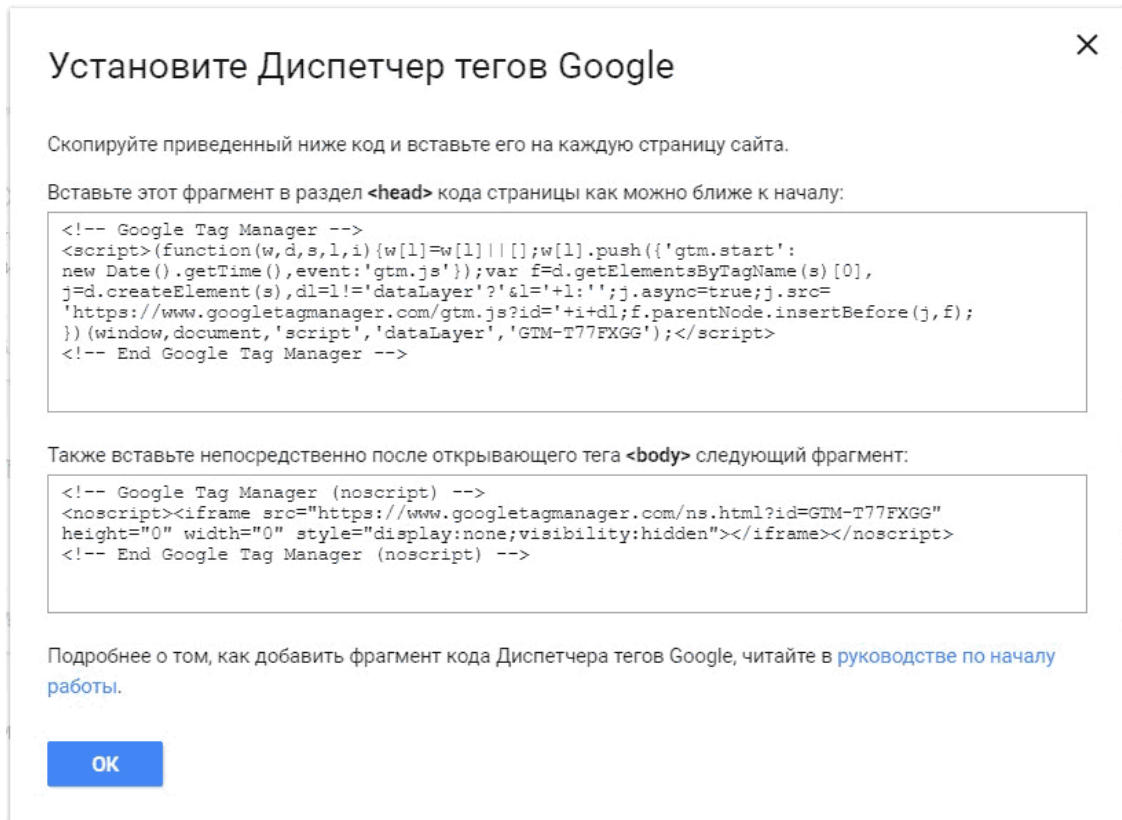 Установите Диспетчер тегов Google
Скопируйте приведенный ниже код и вставьте его на каждую страницу сайта.
Вставьте этот фрагмент в раздел <head> кода страницы как можно ближе к началу:
<!-- Google Tag Manager -->
<script>(function(w,d,s,l,i){w[l]=w[l]||[];w[l].push({'gtm.start':
new Date().getTime(),event:'gtm.js'});var f=d.getElementsByTagName(s)[0],
j=d.createElement(s),dl=l!='dataLayer'?'&l='+l:'';j.async=true;j.src=
'https://www.googletagmanager.com/gtm.js?id='+i+dl;f.parentNode.insertBefore(j,f);
})(window,document,'script','dataLayer','GTM-T77FXGG');</script>
<!-- End Google Tag Manager -->
Также вставьте непосредственно после открывающего тега <body> следующий фрагмент:
<!-- Google Tag Manager (noscript) -->
<noscript><iframe src="https://www.googletagmanager.com/ns.html?id=GTM-T77FXGG"
height="0" width="0" style="display:none;visibility:hidden"></iframe></noscript>
<!-- End Google Tag Manager (noscript) -->
Подробнее о том, как добавить фрагмент кода Диспетчера тегов Google, читайте в руководстве по началу
работы.
ОК